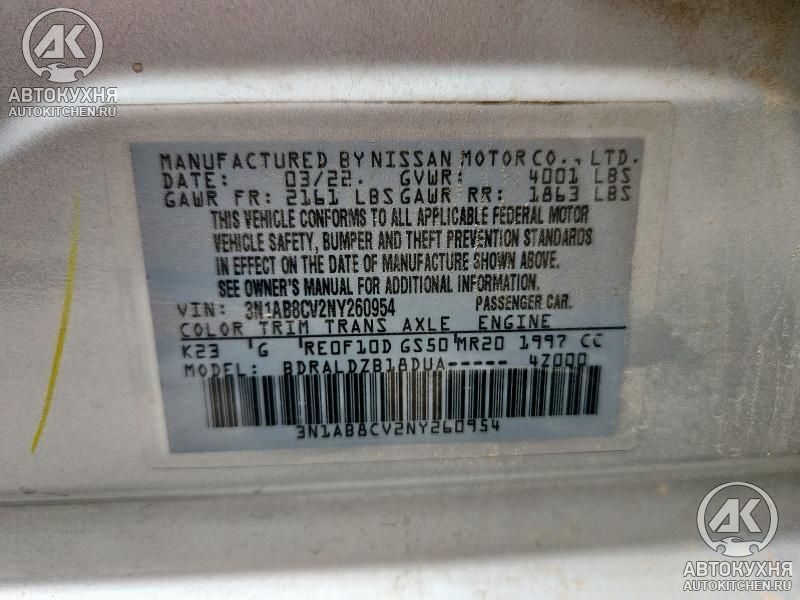 AK
АВТОКУХНЯ
AUTOKITCHEN.RU
MANUFACTURED BY NISSAN MOTOR CO., LTD.
DATE: 03/22. GVWR: 4001 LBS
GAWR FR: 2161 LBS GAWR RR: 1863 LBS
THIS VEHICLE CONFORMS TO ALL APPLICABLE FEDERAL MOTOR
VEHICLE SAFETY, BUMPER AND THEFT PREVENTION STANDARDS
IN EFFECT ON THE DATE OF MANUFACTURE SHOWN ABOVE.
SEE OWNER'S MANUAL FOR ADDITIONAL INFORMATION.
VIN: 3N1AB8CV2NY260954 PASSENGER CAR.
COLOR TRIM TRANS AXLE ENGINE
K23 G RE0F10D GS50 MR20 1997 CC
MODEL: BDRALDZB18DUA----- 4Z000
3N1AB8CV2NY260954
AK
АВТОКУХНЯ
AUTOKITCHEN.RU